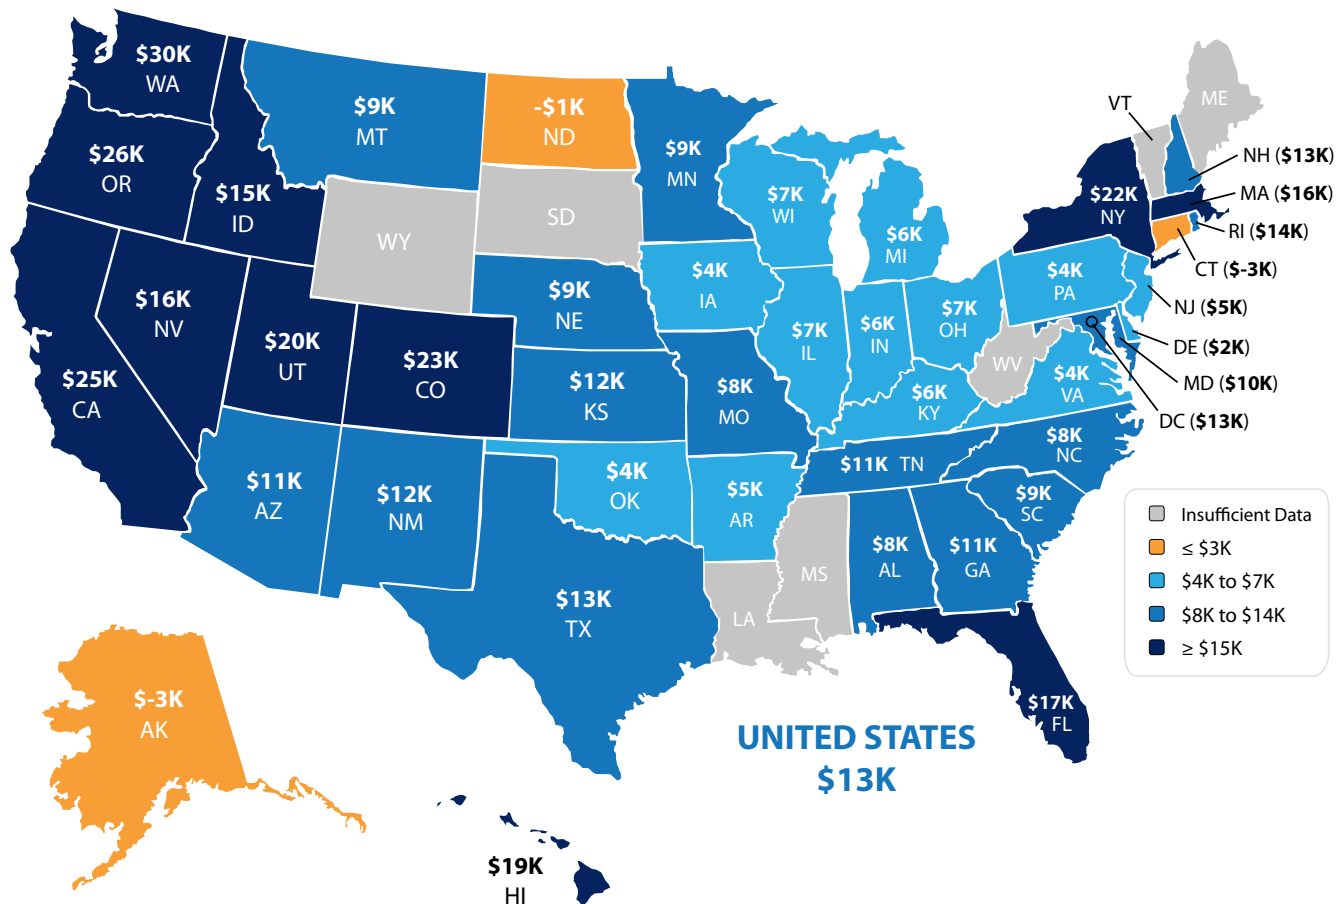 $30K
WA
$26K
OR
$15K
ID
$9K
MT
-$1K
ND
$9K
MN
WY
SD
$7K
WI
$6K
MI
$22K
NY
VT
ME
NH ($13K)
MA ($16K)
RI ($14K)
CT ($-3K)
NJ ($5K)
DE ($2K)
MD ($10K)
DC ($13K)
$25K
CA
$16K
NV
$20K
UT
$23K
CO
$9K
NE
$4K
IA
$7K
IL
$6K
IN
$7K
OH
$4K
PA
WV
$4K
VA
$12K
KS
$8K
MO
$6K
KY
$11K
AZ
$12K
NM
$4K
OK
$5K
AR
$11K TN
$8K
NC
$9K
SC
$13K
TX
LA
MS
$8K
AL
$11K
GA
$17K
FL
$-3K
AK
$19K
HI
UNITED STATES
$13K
Insufficient Data
≤ $3K
$4K to $7K
$8K to $14K
≥ $15K